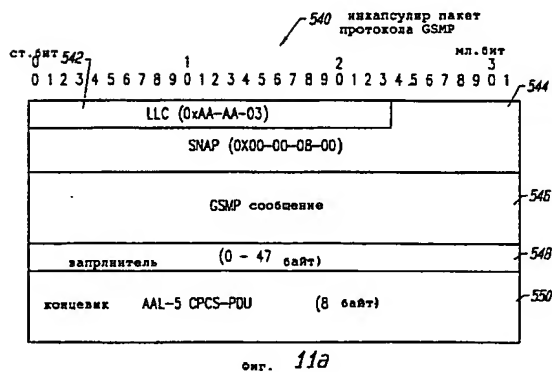 540 инкапсулир пакет
протокола GSMP
ст.бит 542 мл.бит
0 1 2 3
0 1 2 3 4 5 6 7 8 9 0 1 2 3 4 5 6 7 8 9 0 1 2 3 4 5 6 7 8 9 0 1
544
LLC (0xAA-AA-03)
SNAP (0X00-00-08-00)
GSMP сообщение 546
вапрлнитель (0 - 47 байт) 548
концевик AAL-5 CPCS-PDU (8 байт) 550
Фиг. 11a